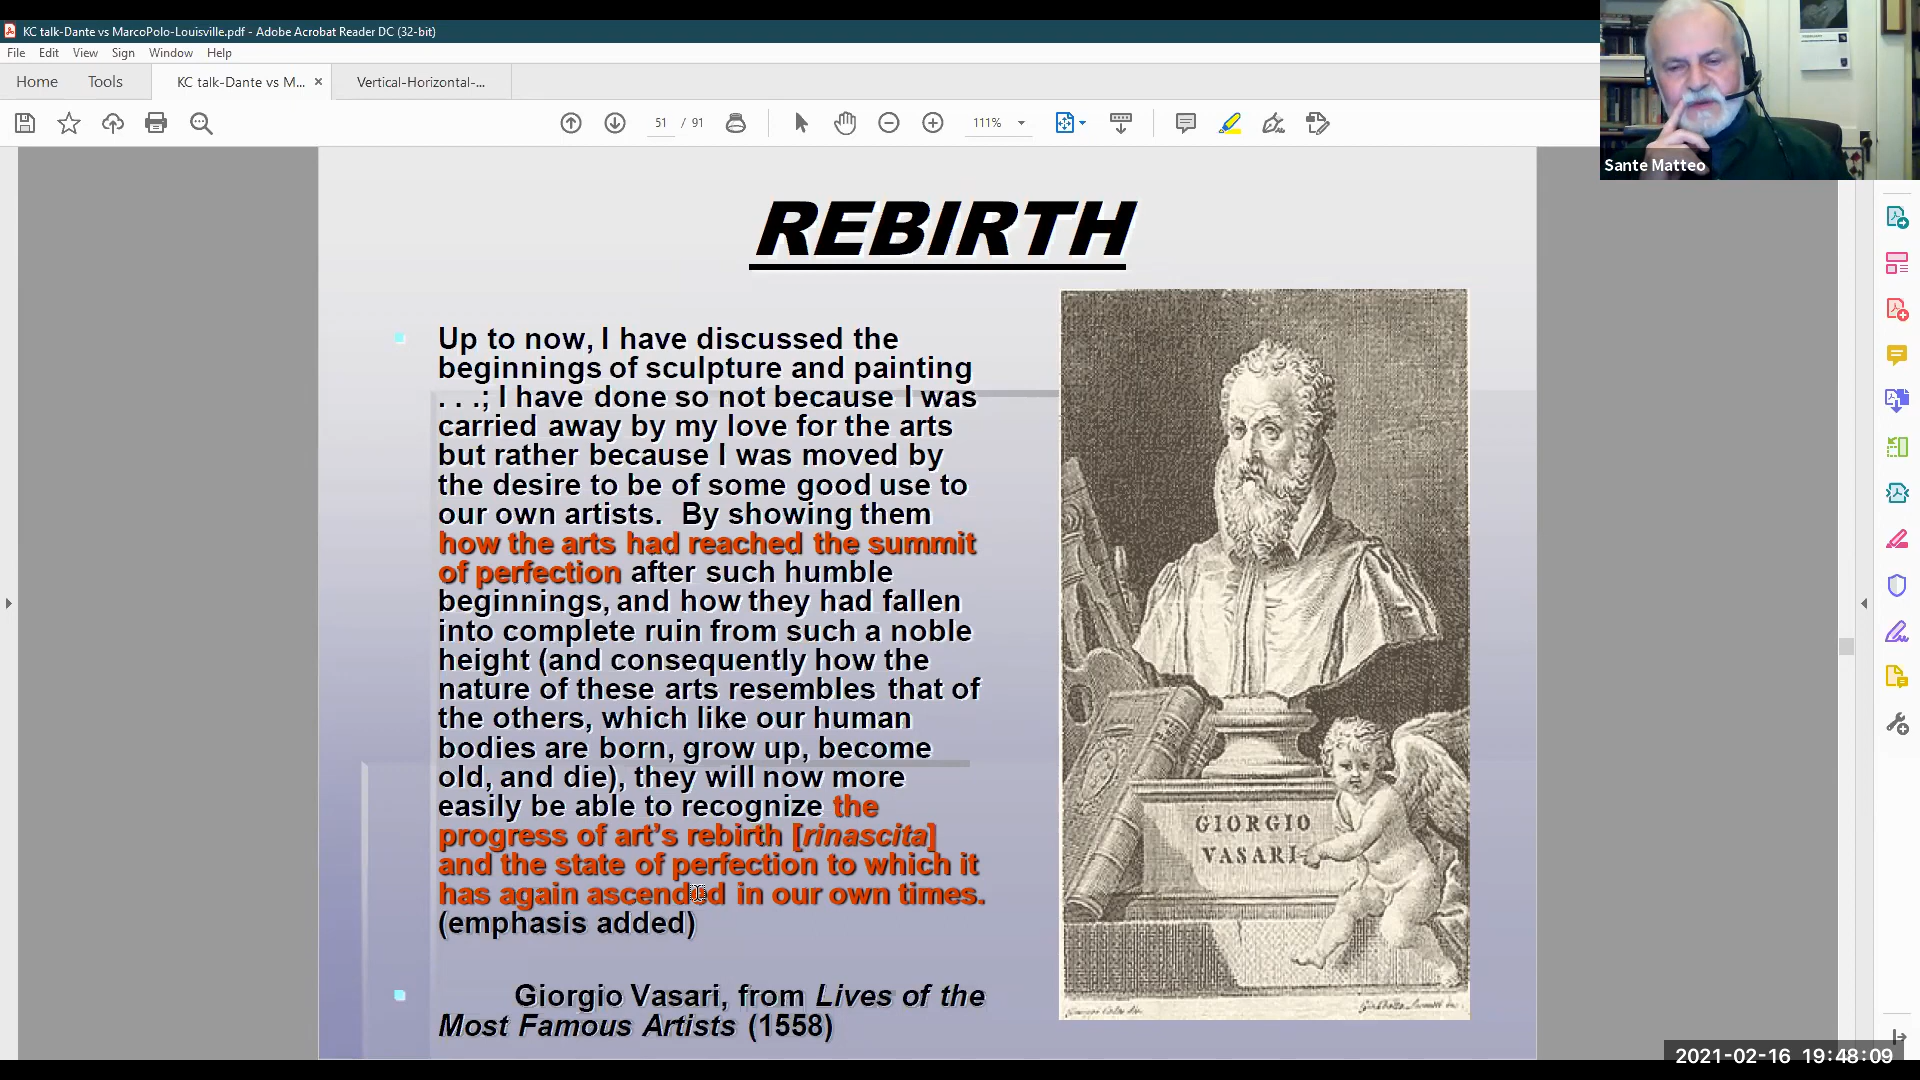 KC talk-Dante vs MarcoPolo-Louisville.pdf - Adobe Acrobat Reader DC (32-bit)
File Edit View Sign Window Help
Home Tools KC talk-Dante vs M... × Vertical-Horizontal-...
51 / 91 111%
Sante Matteo
REBIRTH
Up to now, I have discussed the
beginnings of sculpture and painting
. . .; I have done so not because I was
carried away by my love for the arts
but rather because I was moved by
the desire to be of some good use to
our own artists. By showing them
how the arts had reached the summit
of perfection after such humble
beginnings, and how they had fallen
into complete ruin from such a noble
height (and consequently how the
nature of these arts resembles that of
the others, which like our human
bodies are born, grow up, become
old, and die), they will now more
easily be able to recognize the
progress of art’s rebirth [rinascita]
and the state of perfection to which it
has again ascended in our own times.
(emphasis added)
Giorgio Vasari, from Lives of the
Most Famous Artists (1558)
GIORGIO
VASARI
2021-02-16 19:48:09